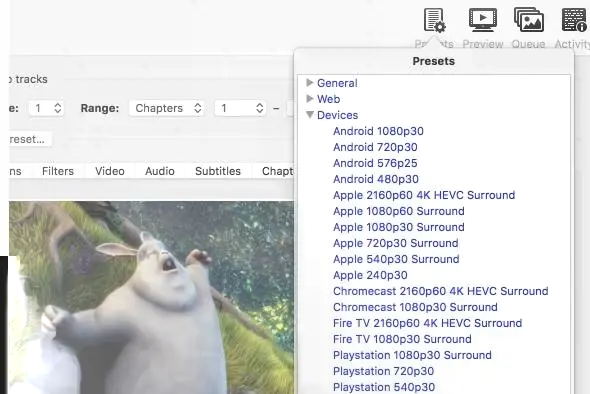 Presets Preview Queue Activity
Presets
tracks
1 Range: Chapters 1 –
reset...
Filters Video Audio Subtitles Chapt
General
Web
Devices
Android 1080p30
Android 720p30
Android 576p25
Android 480p30
Apple 2160p60 4K HEVC Surround
Apple 1080p60 Surround
Apple 1080p30 Surround
Apple 720p30 Surround
Apple 540p30 Surround
Apple 240p30
Chromecast 2160p60 4K HEVC Surround
Chromecast 1080p30 Surround
Fire TV 2160p60 4K HEVC Surround
Fire TV 1080p30 Surround
Playstation 1080p30 Surround
Playstation 720p30
Playstation 540p30